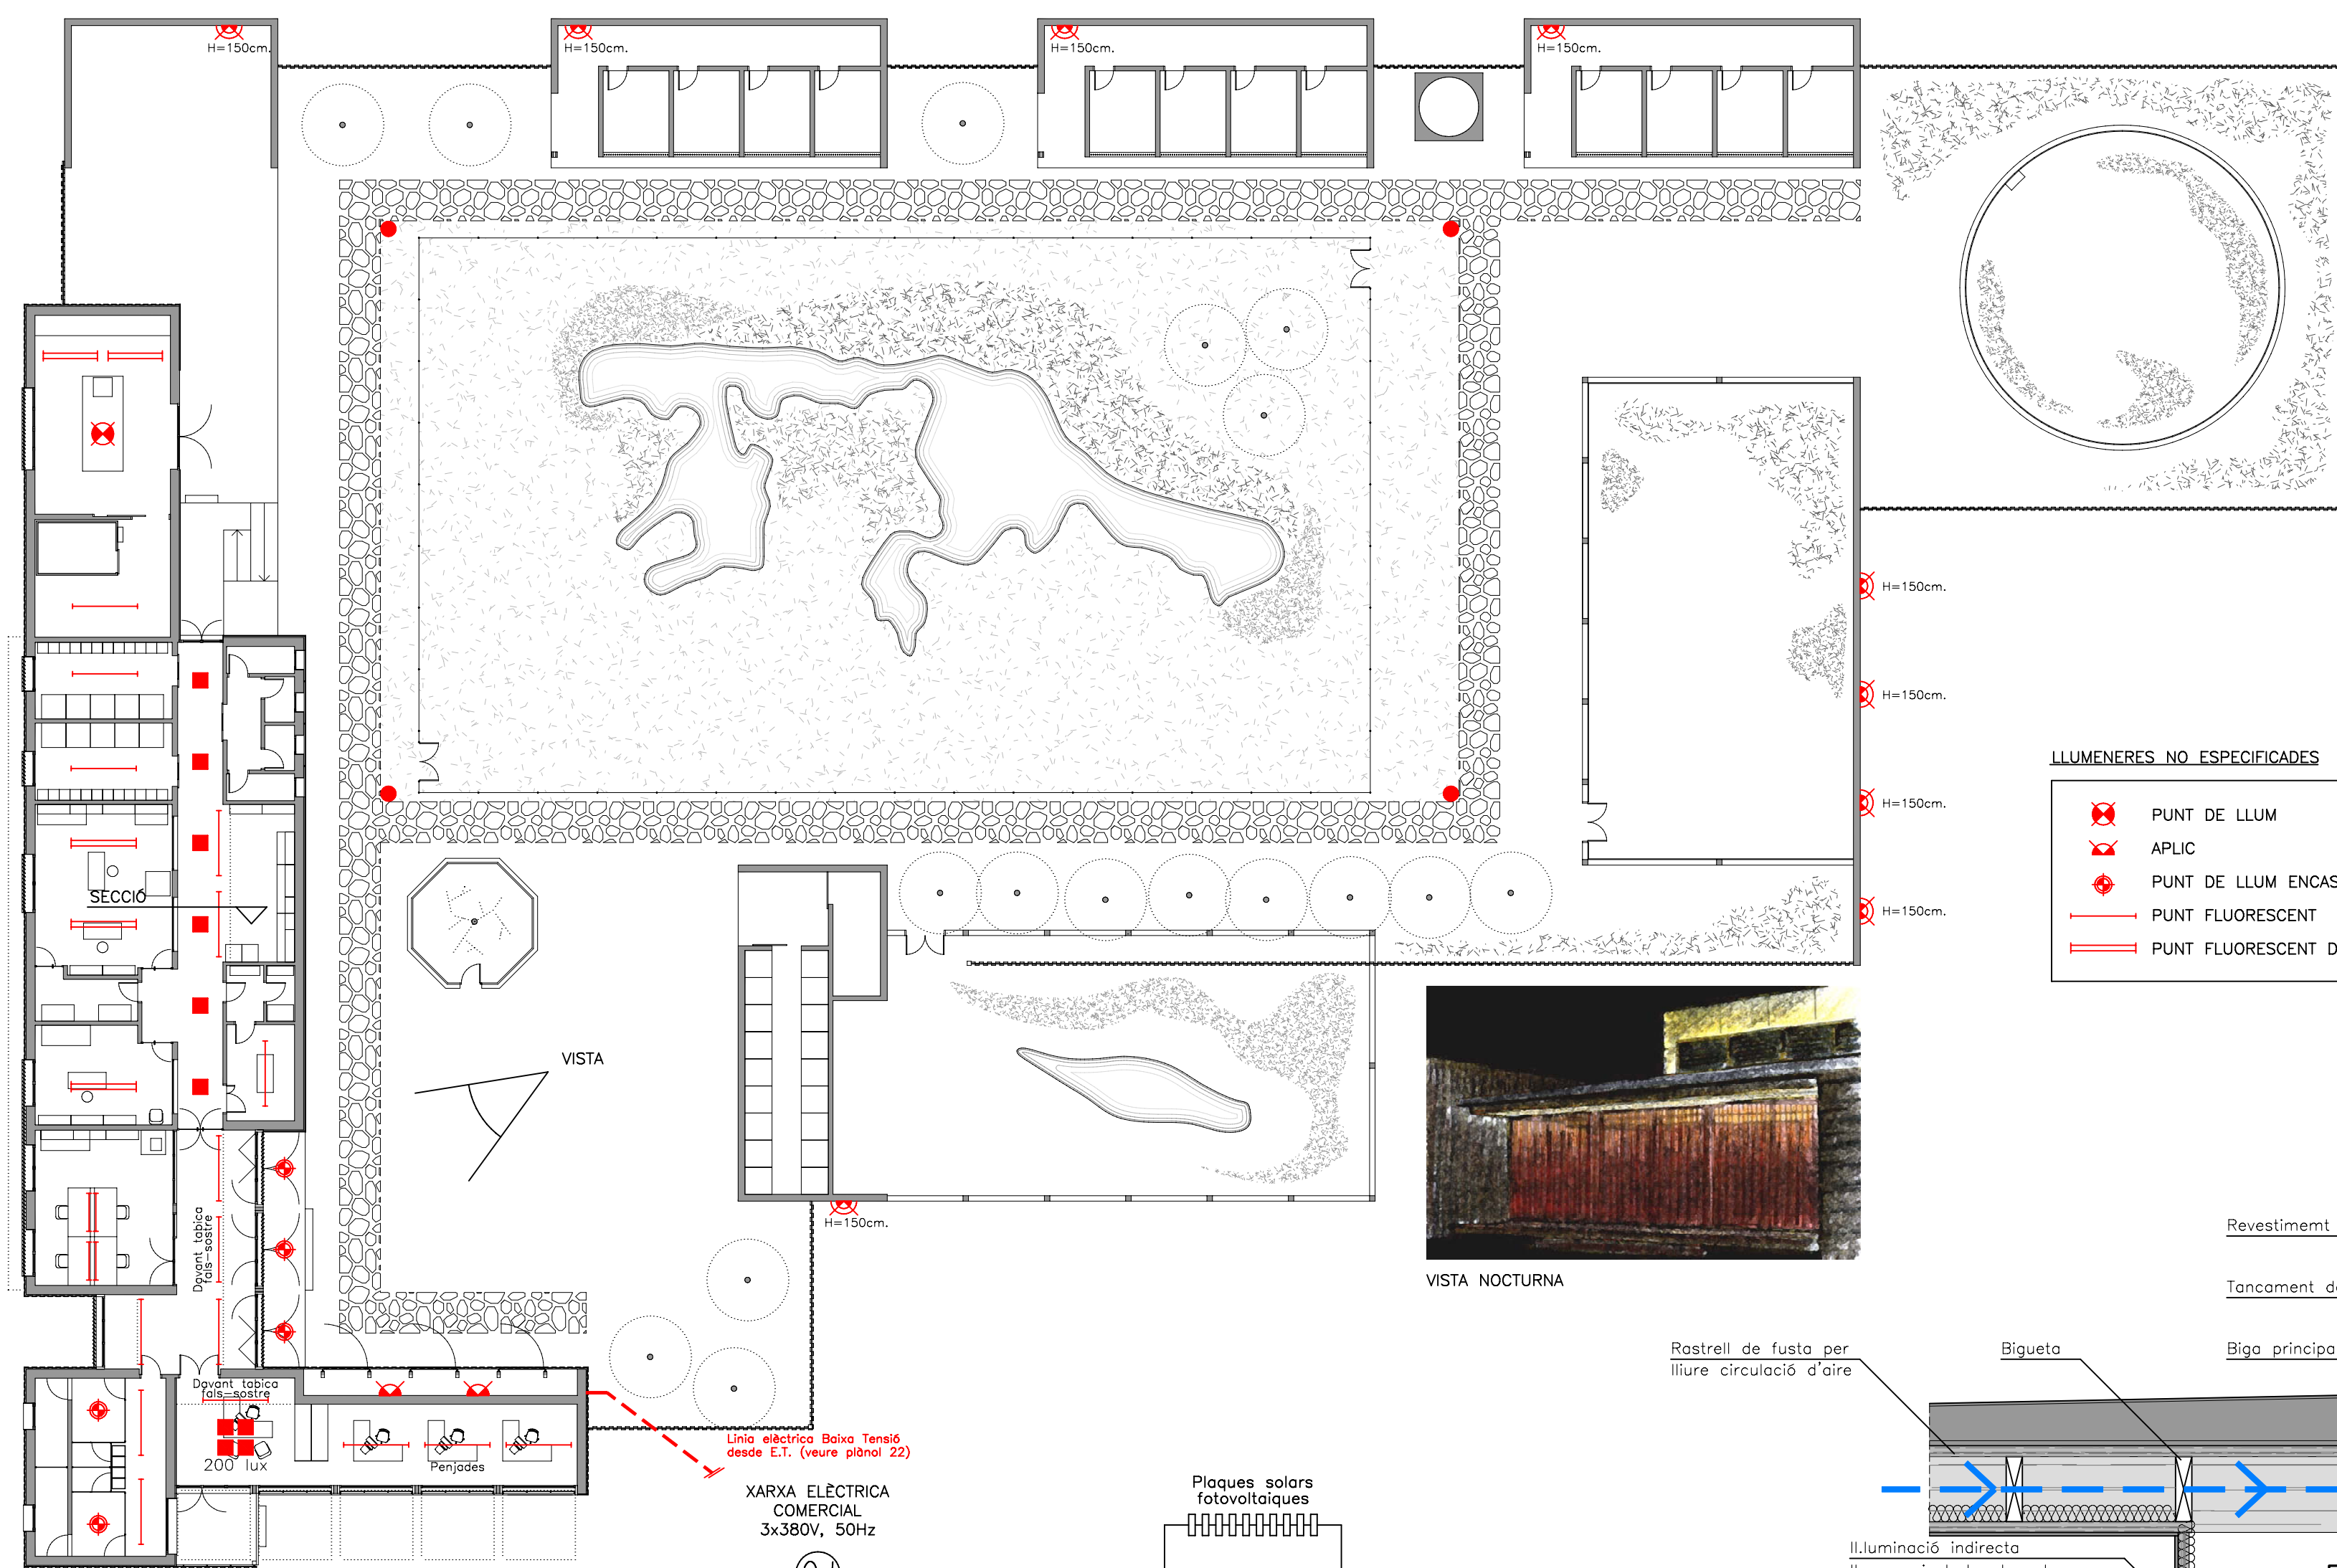 H=150cm.
H=150cm.
H=150cm.
H=150cm.
H=150cm.
H=150cm.
H=150cm.
H=150cm.
LLUMENERES NO ESPECIFICADES
PUNT DE LLUM
APLIC
PUNT DE LLUM ENCAS
PUNT FLUORESCENT
PUNT FLUORESCENT D
SECCIÓ
VISTA
H=150cm.
Davant tabica
fals-sostre
VISTA NOCTURNA
Revestimemt
Tancament de
Rastrell de fusta per
lliure circulació d'aire
Bigueta
Biga principa
Davant tabica
fals-sostre
200 lux
Penjades
Linia elèctrica Baixa Tensió
desde E.T. (veure plànol 22)
XARXA ELÈCTRICA
COMERCIAL
3x380V, 50Hz
Plaques solars
fotovoltaiques
Il.luminació indirecta